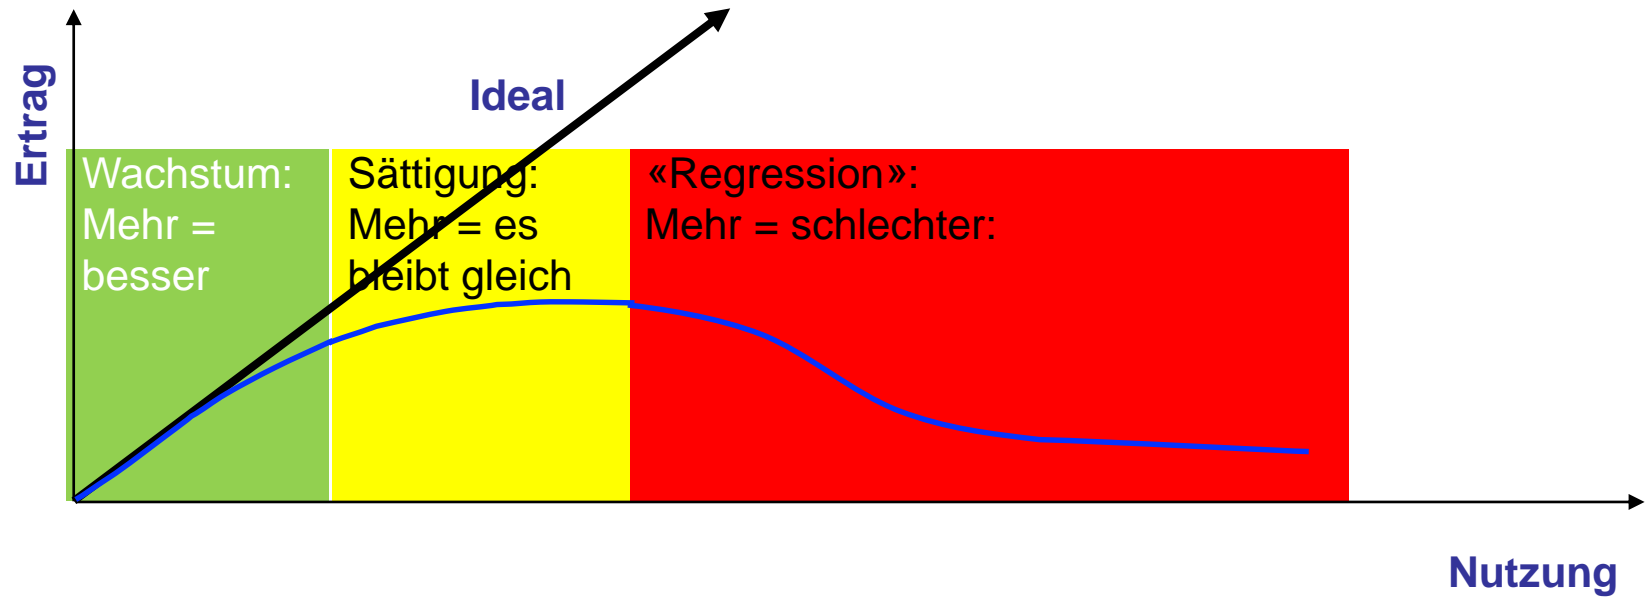 Ertrag
Ideal
Wachstum:
Mehr =
besser
Sättigung:
Mehr = es
bleibt gleich
«Regression»:
Mehr = schlechter:
Nutzung